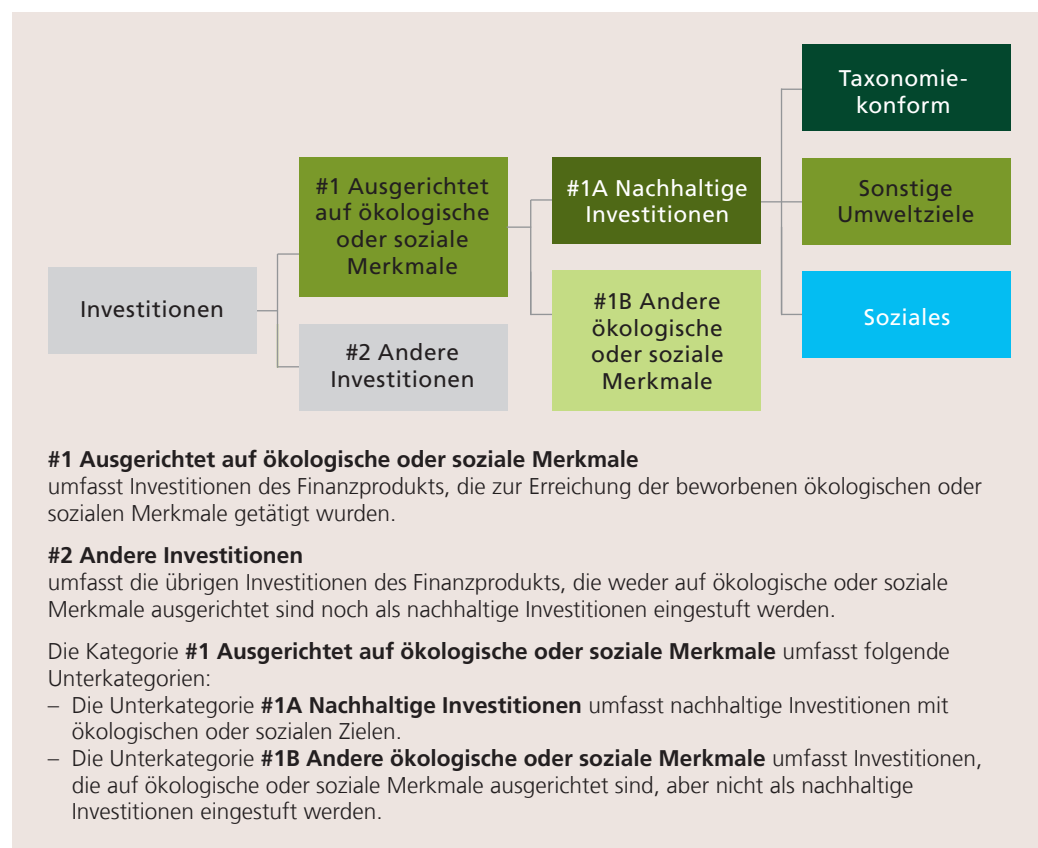 Taxonomie-
konform
#1 Ausgerichtet
auf ökologische
oder soziale
Merkmale
#1A Nachhaltige
Investitionen
Sonstige
Umweltziele
Investitionen
#2 Andere
Investitionen
#1B Andere
ökologische
oder soziale
Merkmale
Soziales
#1 Ausgerichtet auf ökologische oder soziale Merkmale
umfasst Investitionen des Finanzprodukts, die zur Erreichung der beworbenen ökologischen oder
sozialen Merkmale getätigt wurden.
#2 Andere Investitionen
umfasst die übrigen Investitionen des Finanzprodukts, die weder auf ökologische oder soziale
Merkmale ausgerichtet sind noch als nachhaltige Investitionen eingestuft werden.
Die Kategorie #1 Ausgerichtet auf ökologische oder soziale Merkmale umfasst folgende
Unterkategorien:
– Die Unterkategorie #1A Nachhaltige Investitionen umfasst nachhaltige Investitionen mit
ökologischen oder sozialen Zielen.
– Die Unterkategorie #1B Andere ökologische oder soziale Merkmale umfasst Investitionen,
die auf ökologische oder soziale Merkmale ausgerichtet sind, aber nicht als nachhaltige
Investitionen eingestuft werden.